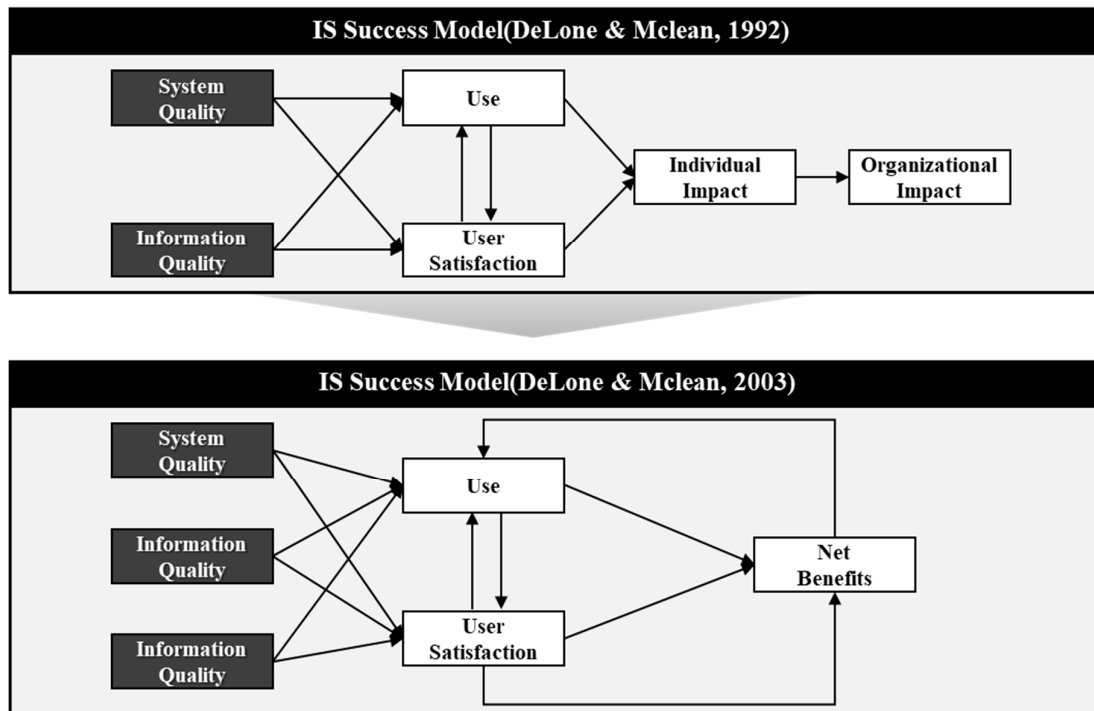 IS Success Model(DeLone & Mclean, 1992)
System
Quality
Use
Individual
Impact
Organizational
Impact
Information
Quality
User
Satisfaction
IS Success Model(DeLone & Mclean, 2003)
System
Quality
Use
Information
Quality
Net
Benefits
User
Satisfaction
Information
Quality